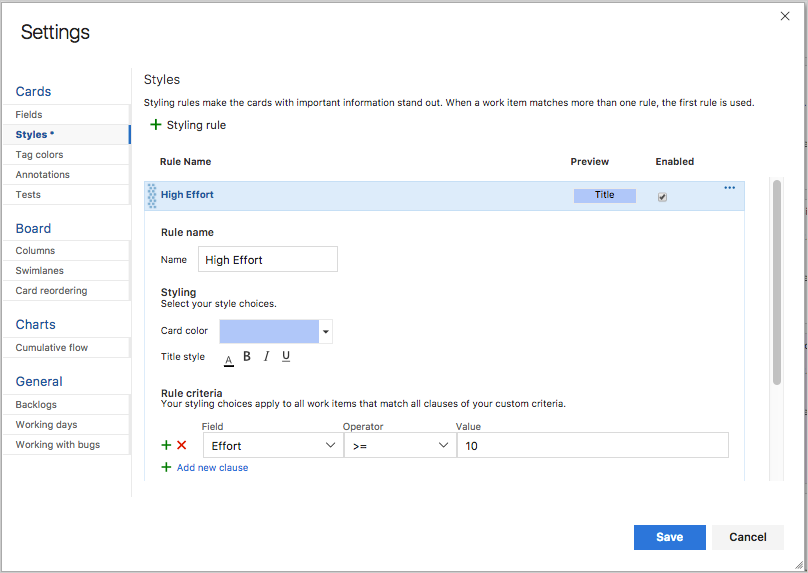 Settings
Cards
Fields
Styles *
Tag colors
Annotations
Tests
Board
Columns
Swimlanes
Card reordering
Charts
Cumulative flow
General
Backlogs
Working days
Working with bugs
Styles
Styling rules make the cards with important information stand out. When a work item matches more than one rule, the first rule is used.
+ Styling rule
Rule Name Preview Enabled
High Effort Title ...
Rule name
Name High Effort
Styling
Select your style choices.
Card color
Title style A B I U
Rule criteria
Your styling choices apply to all work items that match all clauses of your custom criteria.
Field Operator Value
Effort >= 10
+ Add new clause
Save Cancel